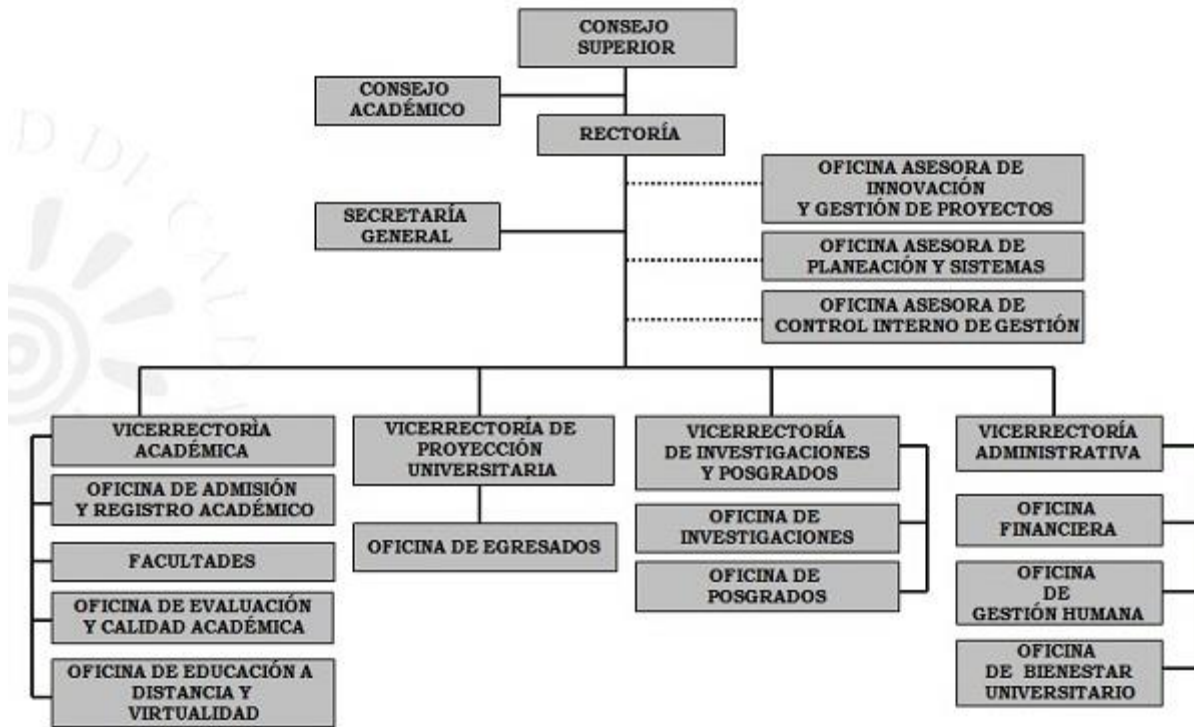 CONSEJO
SUPERIOR
CONSEJO
ACADÉMICO
RECTORÍA
OFICINA ASESORA DE
INNOVACIÓN
Y GESTIÓN DE PROYECTOS
SECRETARÍA
GENERAL
OFICINA ASESORA DE
PLANEACIÓN Y SISTEMAS
OFICINA ASESORA DE
CONTROL INTERNO DE GESTIÓN
VICERRECTORÌA
ACADÉMICA
OFICINA DE ADMISIÓN
Y REGISTRO ACADÉMICO
FACULTADES
OFICINA DE EVALUACIÓN
Y CALIDAD ACADÉMICA
OFICINA DE EDUCACIÓN A
DISTANCIA Y
VIRTUALIDAD
VICERRECTORÍA DE
PROYECCIÓN
UNIVERSITARIA
OFICINA DE EGRESADOS
VICERRECTORÍA
DE INVESTIGACIONES
Y POSGRADOS
OFICINA DE
INVESTIGACIONES
OFICINA DE
POSGRADOS
VICERRECTORÍA
ADMINISTRATIVA
OFICINA
FINANCIERA
OFICINA
DE
GESTIÓN HUMANA
OFICINA
DE BIENESTAR
UNIVERSITARIO